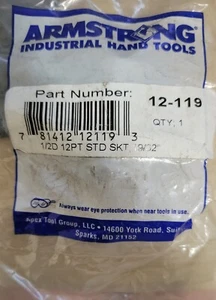 ARMSTRONG
INDUSTRIAL HAND TOOLS
Part Number: 12-119
7 81412 12119 3
QTY. 1
1/2D 12PT STD SKT
Always wear eye protection when near tools in use.
Apex Tool Group, LLC • 14600 York Road,
Sparks, MD 21152